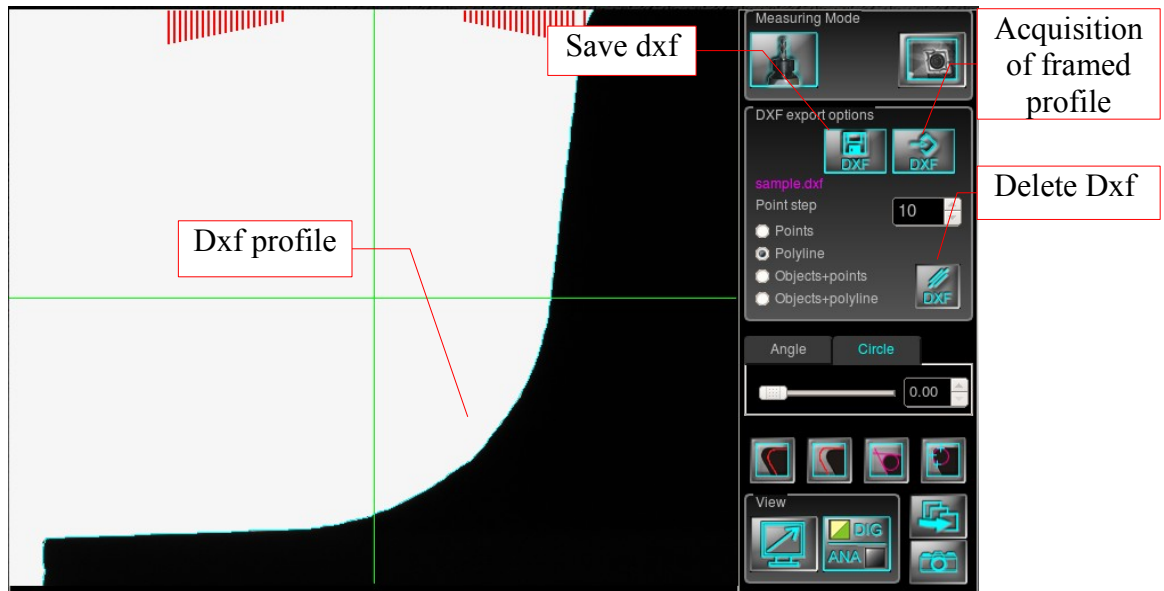 Save dxf
Acquisition
of framed
profile
Dxf profile
Delete Dxf
Measuring Mode
DXF export options
DXF
DXF
sample.dxf
Point step
10
Points
Polyline
Objects+points
Objects+polyline
DXF
Angle
Circle
0.00
View
DIG
ANA